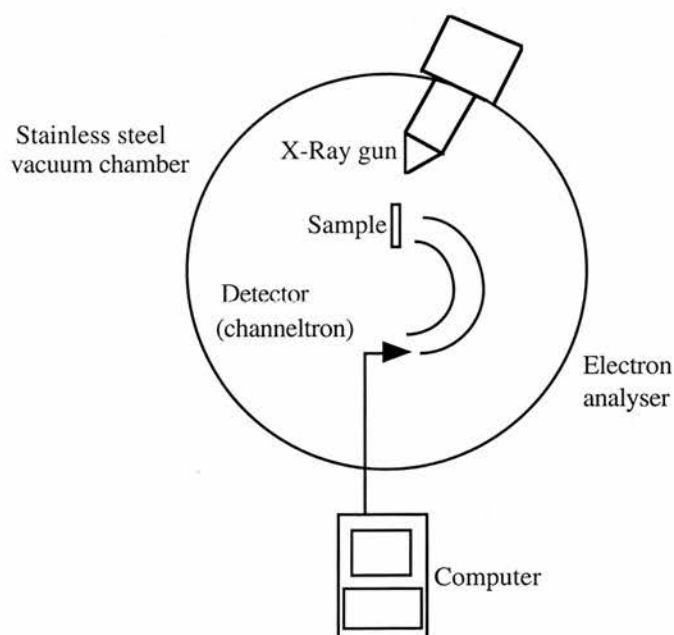 Stainless steel
vacuum chamber
X-Ray gun
Sample
Detector
(channeltron)
Electron
analyser
Computer